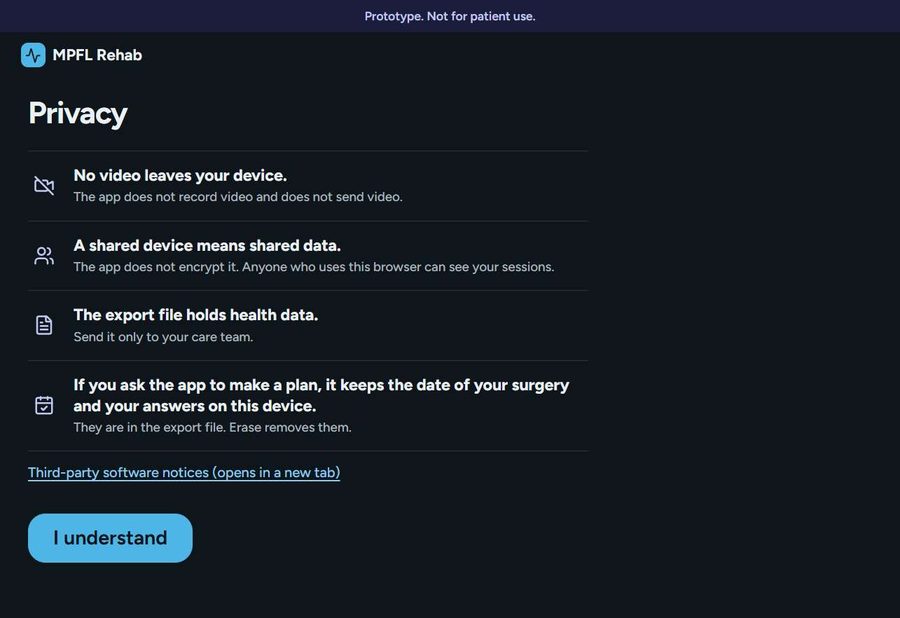 Prototype. Not for patient use.
MPFL Rehab
Privacy
No video leaves your device.
The app does not record video and does not send video.
A shared device means shared data.
The app does not encrypt it. Anyone who uses this browser can see your sessions.
The export file holds health data.
Send it only to your care team.
If you ask the app to make a plan, it keeps the date of your surgery
and your answers on this device.
They are in the export file. Erase removes them.
Third-party software notices (opens in a new tab)
I understand